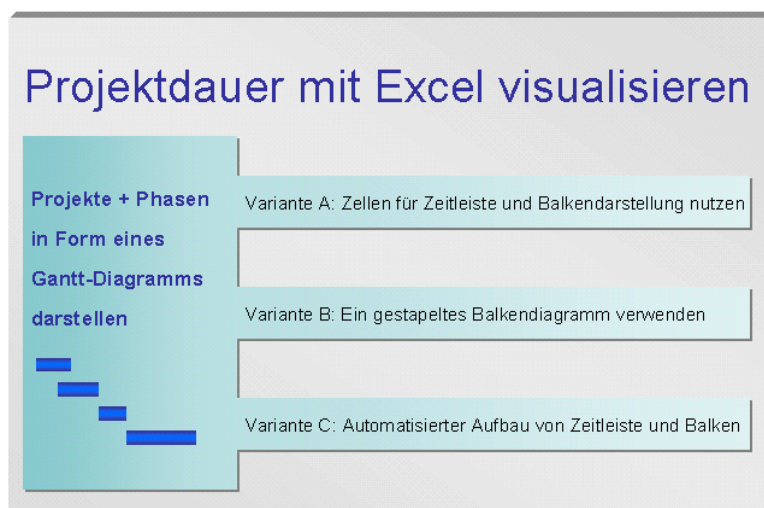 Projektdauer mit Excel visualisieren
Projekte + Phasen
in Form eines
Gantt-Diagramms
darstellen
Variante A: Zellen für Zeitleiste und Balkendarstellung nutzen
Variante B: Ein gestapeltes Balkendiagramm verwenden
Variante C: Automatisierter Aufbau von Zeitleiste und Balken